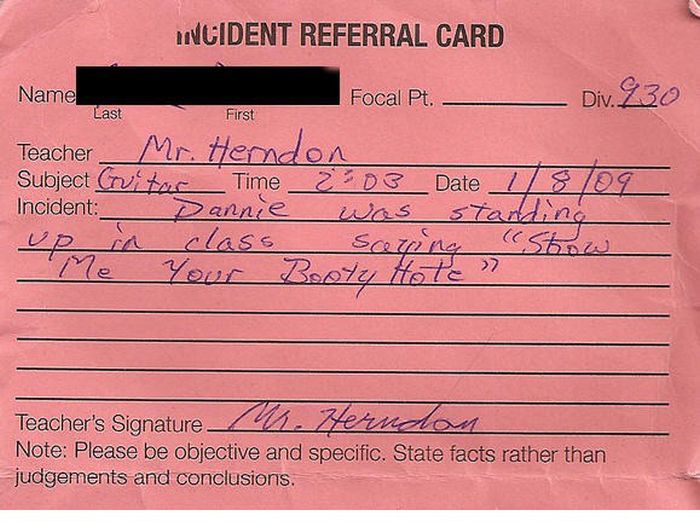 INCIDENT REFERRAL CARD
Name Focal Pt. Div. 930
Last First
Teacher Mr. Herndon
Subject Guitar Time 2:03 Date 1/8/09
Incident: Dannie was standing
up in class saying "Show
Me Your Booty Hole"
Teacher's Signature Mr. Herndon
Note: Please be objective and specific. State facts rather than
judgements and conclusions.